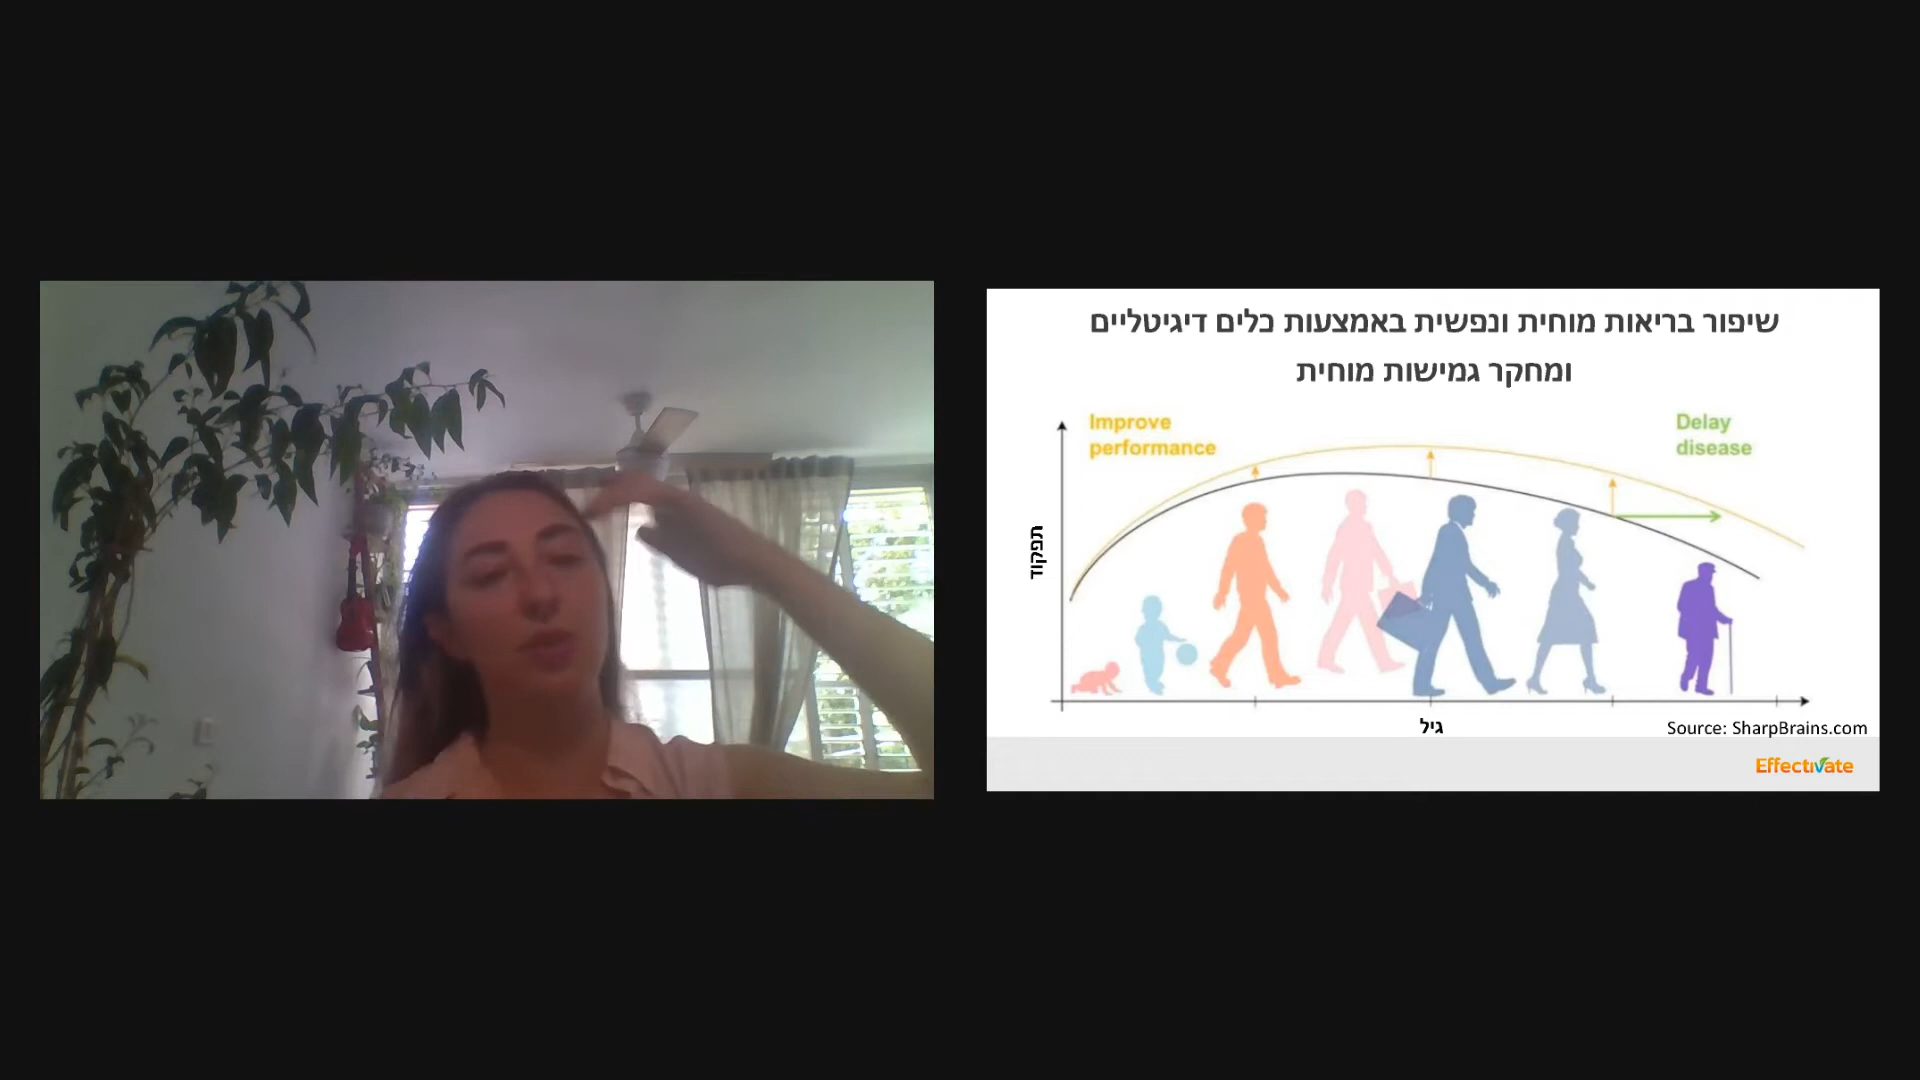 שיפור בריאות מוחית ונפשית באמצעות כלים דיגיטליים
ומחקר גמישות מוחית
Improve
performance
Delay
disease
תפקוד
גיל
Source: SharpBrains.com
Effectivate